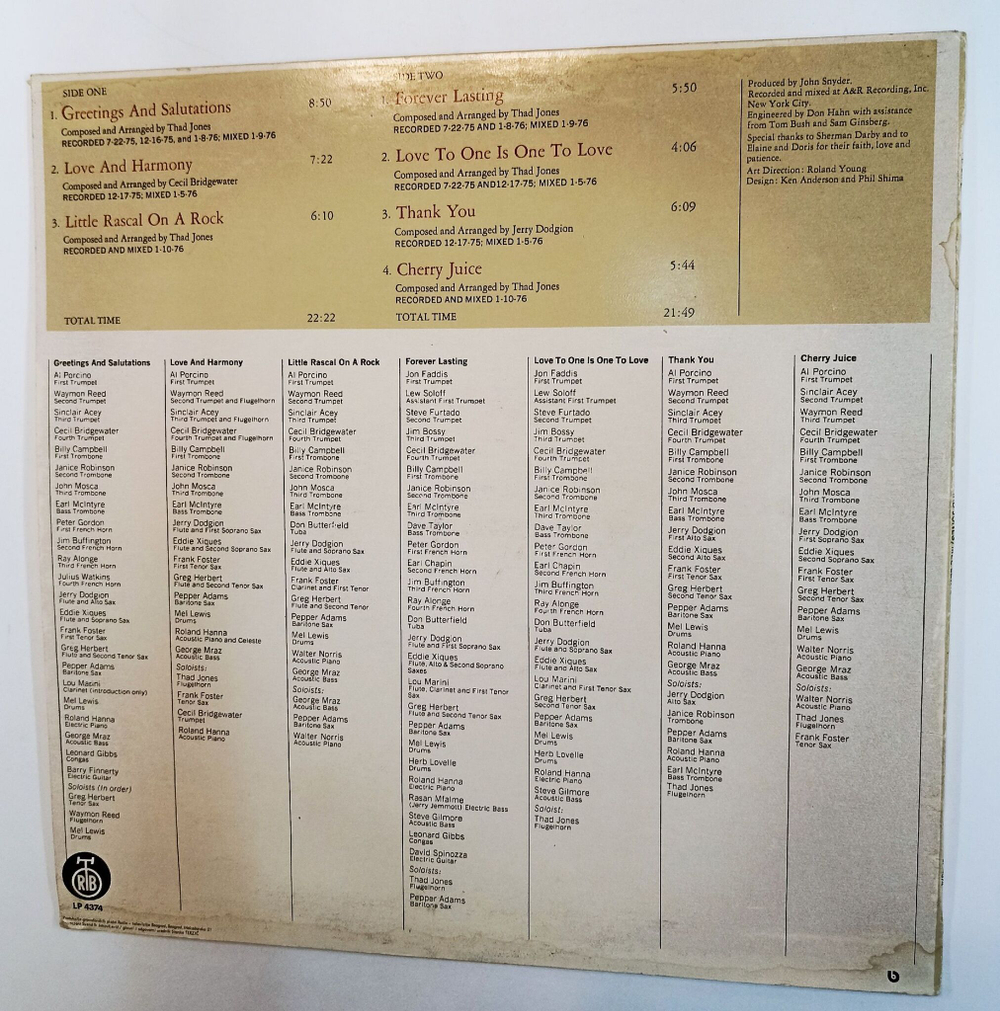 SIDE ONE
1. Greetings And Salutations 8:50
Composed and Arranged by Thad Jones
RECORDED 7-22-75, 12-16-75, and 1-8-76; MIXED 1-9-76
2. Love And Harmony 7:22
Composed and Arranged by Cecil Bridgewater
RECORDED 12-17-75; MIXED 1-5-76
3. Little Rascal On A Rock 6:10
Composed and Arranged by Thad Jones
RECORDED AND MIXED 1-10-76
TOTAL TIME 22:22
SIDE TWO
1. Forever Lasting 5:50
Composed and Arranged by Thad Jones
RECORDED 7-22-75 AND 1-8-76; MIXED 1-9-76
2. Love To One Is One To Love 4:06
Composed and Arranged by Thad Jones
RECORDED 7-22-75 AND12-17-75; MIXED 1-5-76
3. Thank You 6:09
Composed and Arranged by Jerry Dodgion
RECORDED 12-17-75; MIXED 1-5-76
4. Cherry Juice 5:44
Composed and Arranged by Thad Jones
RECORDED AND MIXED 1-10-76
TOTAL TIME 21:49
Produced by John Snyder.
Recorded and mixed at A&R Recording, Inc.
New York City.
Engineered by Don Hahn with assistance
from Tom Bush and Sam Ginsberg.
Special thanks to Sherman Darby and to
Elaine and Doris for their faith, love and
patience.
Art Direction: Roland Young
Design: Ken Anderson and Phil Shima
Greetings And Salutations
Al Porcino
First Trumpet
Waymon Reed
Second Trumpet
Sinclair Acey
Third Trumpet
Cecil Bridgewater
Fourth Trumpet
Billy Campbell
First Trombone
Janice Robinson
Second Trombone
John Mosca
Third Trombone
Earl McIntyre
Bass Trombone
Peter Gordon
First French Horn
Jim Buffington
Second French Horn
Ray Alonge
Third French Horn
Julius Watkins
Fourth French Horn
Jerry Dodgion
Flute and Alto Sax
Eddie Xiques
Flute and Soprano Sax
Frank Foster
First Tenor Sax
Greg Herbert
Flute and Second Tenor Sax
Pepper Adams
Baritone Sax
Lou Marini
Clarinet (Introduction only)
Mel Lewis
Drums
Roland Hanna
Electric Piano
George Mraz
Acoustic Bass
Leonard Gibbs
Congas
Barry Finnerty
Electric Guitar
Soloists (In order)
Greg Herbert
Tenor Sax
Waymon Reed
Flugelhorn
Mel Lewis
Drums
Love And Harmony
Al Porcino
First Trumpet
Waymon Reed
Second Trumpet and Flugelhorn
Sinclair Acey
Third Trumpet and Flugelhorn
Cecil Bridgewater
Fourth Trumpet and Flugelhorn
Billy Campbell
First Trombone
Janice Robinson
Second Trombone
John Mosca
Third Trombone
Earl McIntyre
Bass Trombone
Jerry Dodgion
Flute and First Soprano Sax
Eddie Xiques
Flute and Second Soprano Sax
Frank Foster
First Tenor Sax
Greg Herbert
Flute and Second Tenor Sax
Pepper Adams
Baritone Sax
Mel Lewis
Drums
Roland Hanna
Acoustic Piano and Celeste
George Mraz
Acoustic Bass
Soloists:
Thad Jones
Flugelhorn
Frank Foster
Tenor Sax
Cecil Bridgewater
Trumpet
Roland Hanna
Acoustic Piano
Little Rascal On A Rock
Al Porcino
First Trumpet
Waymon Reed
Second Trumpet
Sinclair Acey
Third Trumpet
Cecil Bridgewater
Fourth Trumpet
Billy Campbell
First Trombone
Janice Robinson
Second Trombone
John Mosca
Third Trombone
Earl McIntyre
Bass Trombone
Don Butterfield
Tuba
Jerry Dodgion
Flute and Soprano Sax
Eddie Xiques
Flute and Alto Sax
Frank Foster
Clarinet and First Tenor
Greg Herbert
Flute and Second Tenor
Pepper Adams
Baritone Sax
Mel Lewis
Drums
Walter Norris
Acoustic Piano
George Mraz
Acoustic Bass
Soloists:
George Mraz
Acoustic Bass
Pepper Adams
Baritone Sax
Walter Norris
Acoustic Piano
Forever Lasting
Jon Faddis
First Trumpet
Lew Soloff
Assistant First Trumpet
Steve Furtado
Second Trumpet
Jim Bossy
Third Trumpet
Cecil Bridgewater
Fourth Trumpet
Billy Campbell
First Trombone
Janice Robinson
Second Trombone
Earl McIntyre
Third Trombone
Dave Taylor
Bass Trombone
Peter Gordon
First French Horn
Earl Chapin
Second French Horn
Jim Buffington
Third French Horn
Ray Alonge
Fourth French Horn
Don Butterfield
Tuba
Jerry Dodgion
Flute and First Soprano Sax
Eddie Xiques
Flute, Alto & Second Soprano
Saxes
Lou Marini
Flute, Clarinet and First Tenor
Sax
Greg Herbert
Flute and Second Tenor Sax
Pepper Adams
Baritone Sax
Mel Lewis
Drums
Herb Lovelle
Drums
Roland Hanna
Electric Piano
Rasan Mfalme
(Jerry Jemmott) Electric Bass
Steve Gilmore
Acoustic Bass
Leonard Gibbs
Congas
David Spinozza
Electric Guitar
Soloists:
Thad Jones
Flugelhorn
Pepper Adams
Baritone Sax
Love To One Is One To Love
Jon Faddis
First Trumpet
Lew Soloff
Assistant First Trumpet
Steve Furtado
Second Trumpet
Jim Bossy
Third Trumpet
Cecil Bridgewater
Fourth Trumpet
Billy Campbell
First Trombone
Janice Robinson
Second Trombone
Earl McIntyre
Third Trombone
Dave Taylor
Bass Trombone
Peter Gordon
First French Horn
Earl Chapin
Second French Horn
Jim Buffington
Third French Horn
Ray Alonge
Fourth French Horn
Don Butterfield
Tuba
Jerry Dodgion
Flute and First Soprano Sax
Eddie Xiques
Flute and Alto Sax
Lou Marini
Clarinet and First Tenor Sax
Greg Herbert
Second Tenor Sax
Pepper Adams
Baritone Sax
Mel Lewis
Drums
Herb Lovelle
Drums
Roland Hanna
Electric Piano
Steve Gilmore
Acoustic Bass
Soloist:
Thad Jones
Flugelhorn
Thank You
Al Porcino
First Trumpet
Waymon Reed
Second Trumpet
Sinclair Acey
Third Trumpet
Cecil Bridgewater
Fourth Trumpet
Billy Campbell
First Trombone
Janice Robinson
Second Trombone
John Mosca
Third Trombone
Earl McIntyre
Bass Trombone
Jerry Dodgion
First Alto Sax
Eddie Xiques
Second Alto Sax
Frank Foster
First Tenor Sax
Greg Herbert
Second Tenor Sax
Pepper Adams
Baritone Sax
Mel Lewis
Drums
Roland Hanna
Acoustic Piano
George Mraz
Acoustic Bass
Soloists:
Jerry Dodgion
Alto Sax
Janice Robinson
Trombone
Pepper Adams
Baritone Sax
Roland Hanna
Acoustic Piano
Earl McIntyre
Bass Trombone
Thad Jones
Flugelhorn
Cherry Juice
Al Porcino
First Trumpet
Sinclair Acey
Second Trumpet
Waymon Reed
Third Trumpet
Cecil Bridgewater
Fourth Trumpet
Billy Campbell
First Trombone
Janice Robinson
Second Trombone
John Mosca
Third Trombone
Earl McIntyre
Bass Trombone
Jerry Dodgion
First Soprano Sax
Eddie Xiques
Second Soprano Sax
Frank Foster
First Tenor Sax
Greg Herbert
Second Tenor Sax
Pepper Adams
Baritone Sax
Mel Lewis
Drums
Walter Norris
Acoustic Piano
George Mraz
Acoustic Bass
Soloists:
Walter Norris
Acoustic Piano
Thad Jones
Flugelhorn
Frank Foster
Tenor Sax
RTB
LP 4374